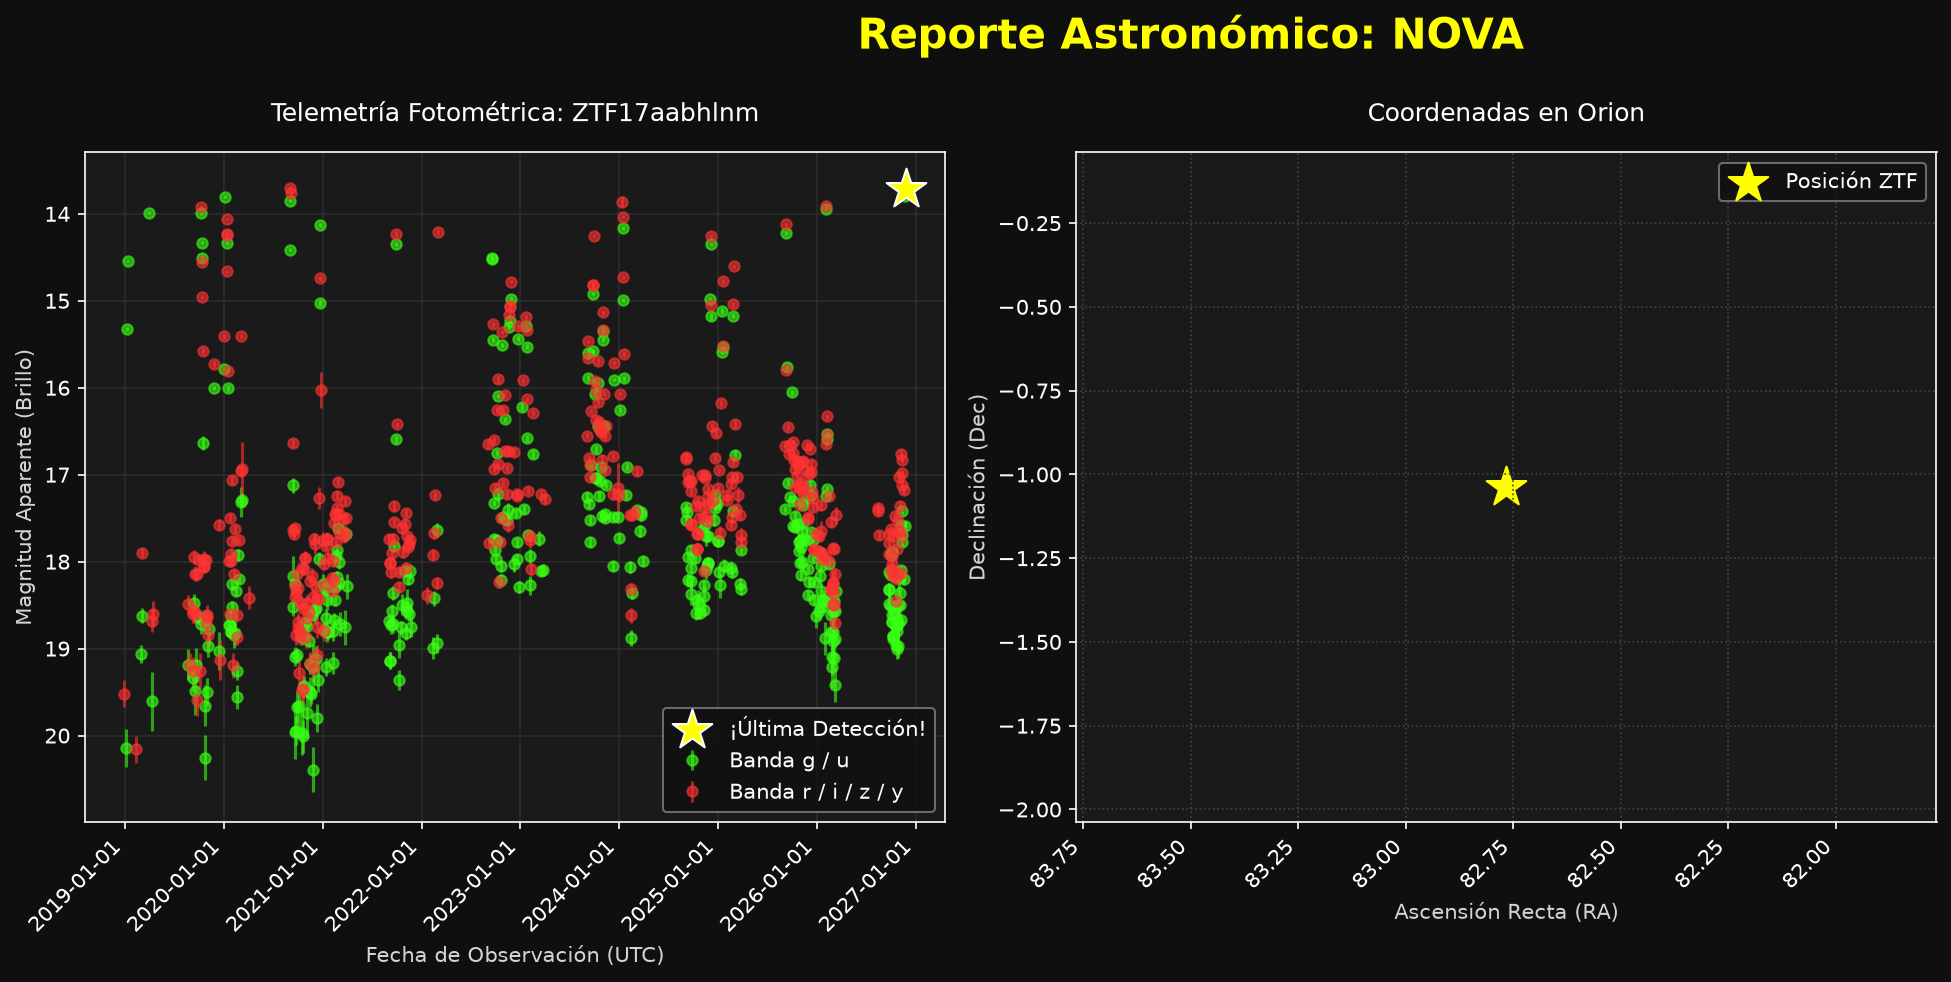 Reporte Astronómico: NOVA
Telemetría Fotométrica: ZTF17aabhlnm
Magnitud Aparente (Brillo)
14
15
16
17
18
19
20
¡Última Detección!
Banda g / u
Banda r / i / z / y
2019-01-01
2020-01-01
2021-01-01
2022-01-01
2023-01-01
2024-01-01
2025-01-01
2026-01-01
2027-01-01
Fecha de Observación (UTC)
Coordenadas en Orion
Posición ZTF
Declinación (Dec)
−0.25
−0.50
−0.75
−1.00
−1.25
−1.50
−1.75
−2.00
83.75
83.50
83.25
83.00
82.75
82.50
82.25
82.00
Ascensión Recta (RA)